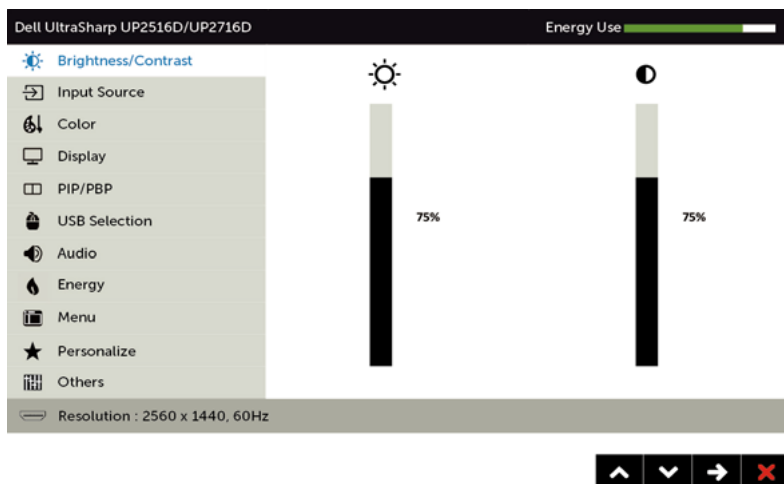 Dell UltraSharp UP2516D/UP2716D
Energy Use
Brightness/Contrast
Input Source
Color
Display
PIP/PBP
USB Selection
Audio
Energy
Menu
Personalize
Others
75%
75%
Resolution : 2560 x 1440, 60Hz